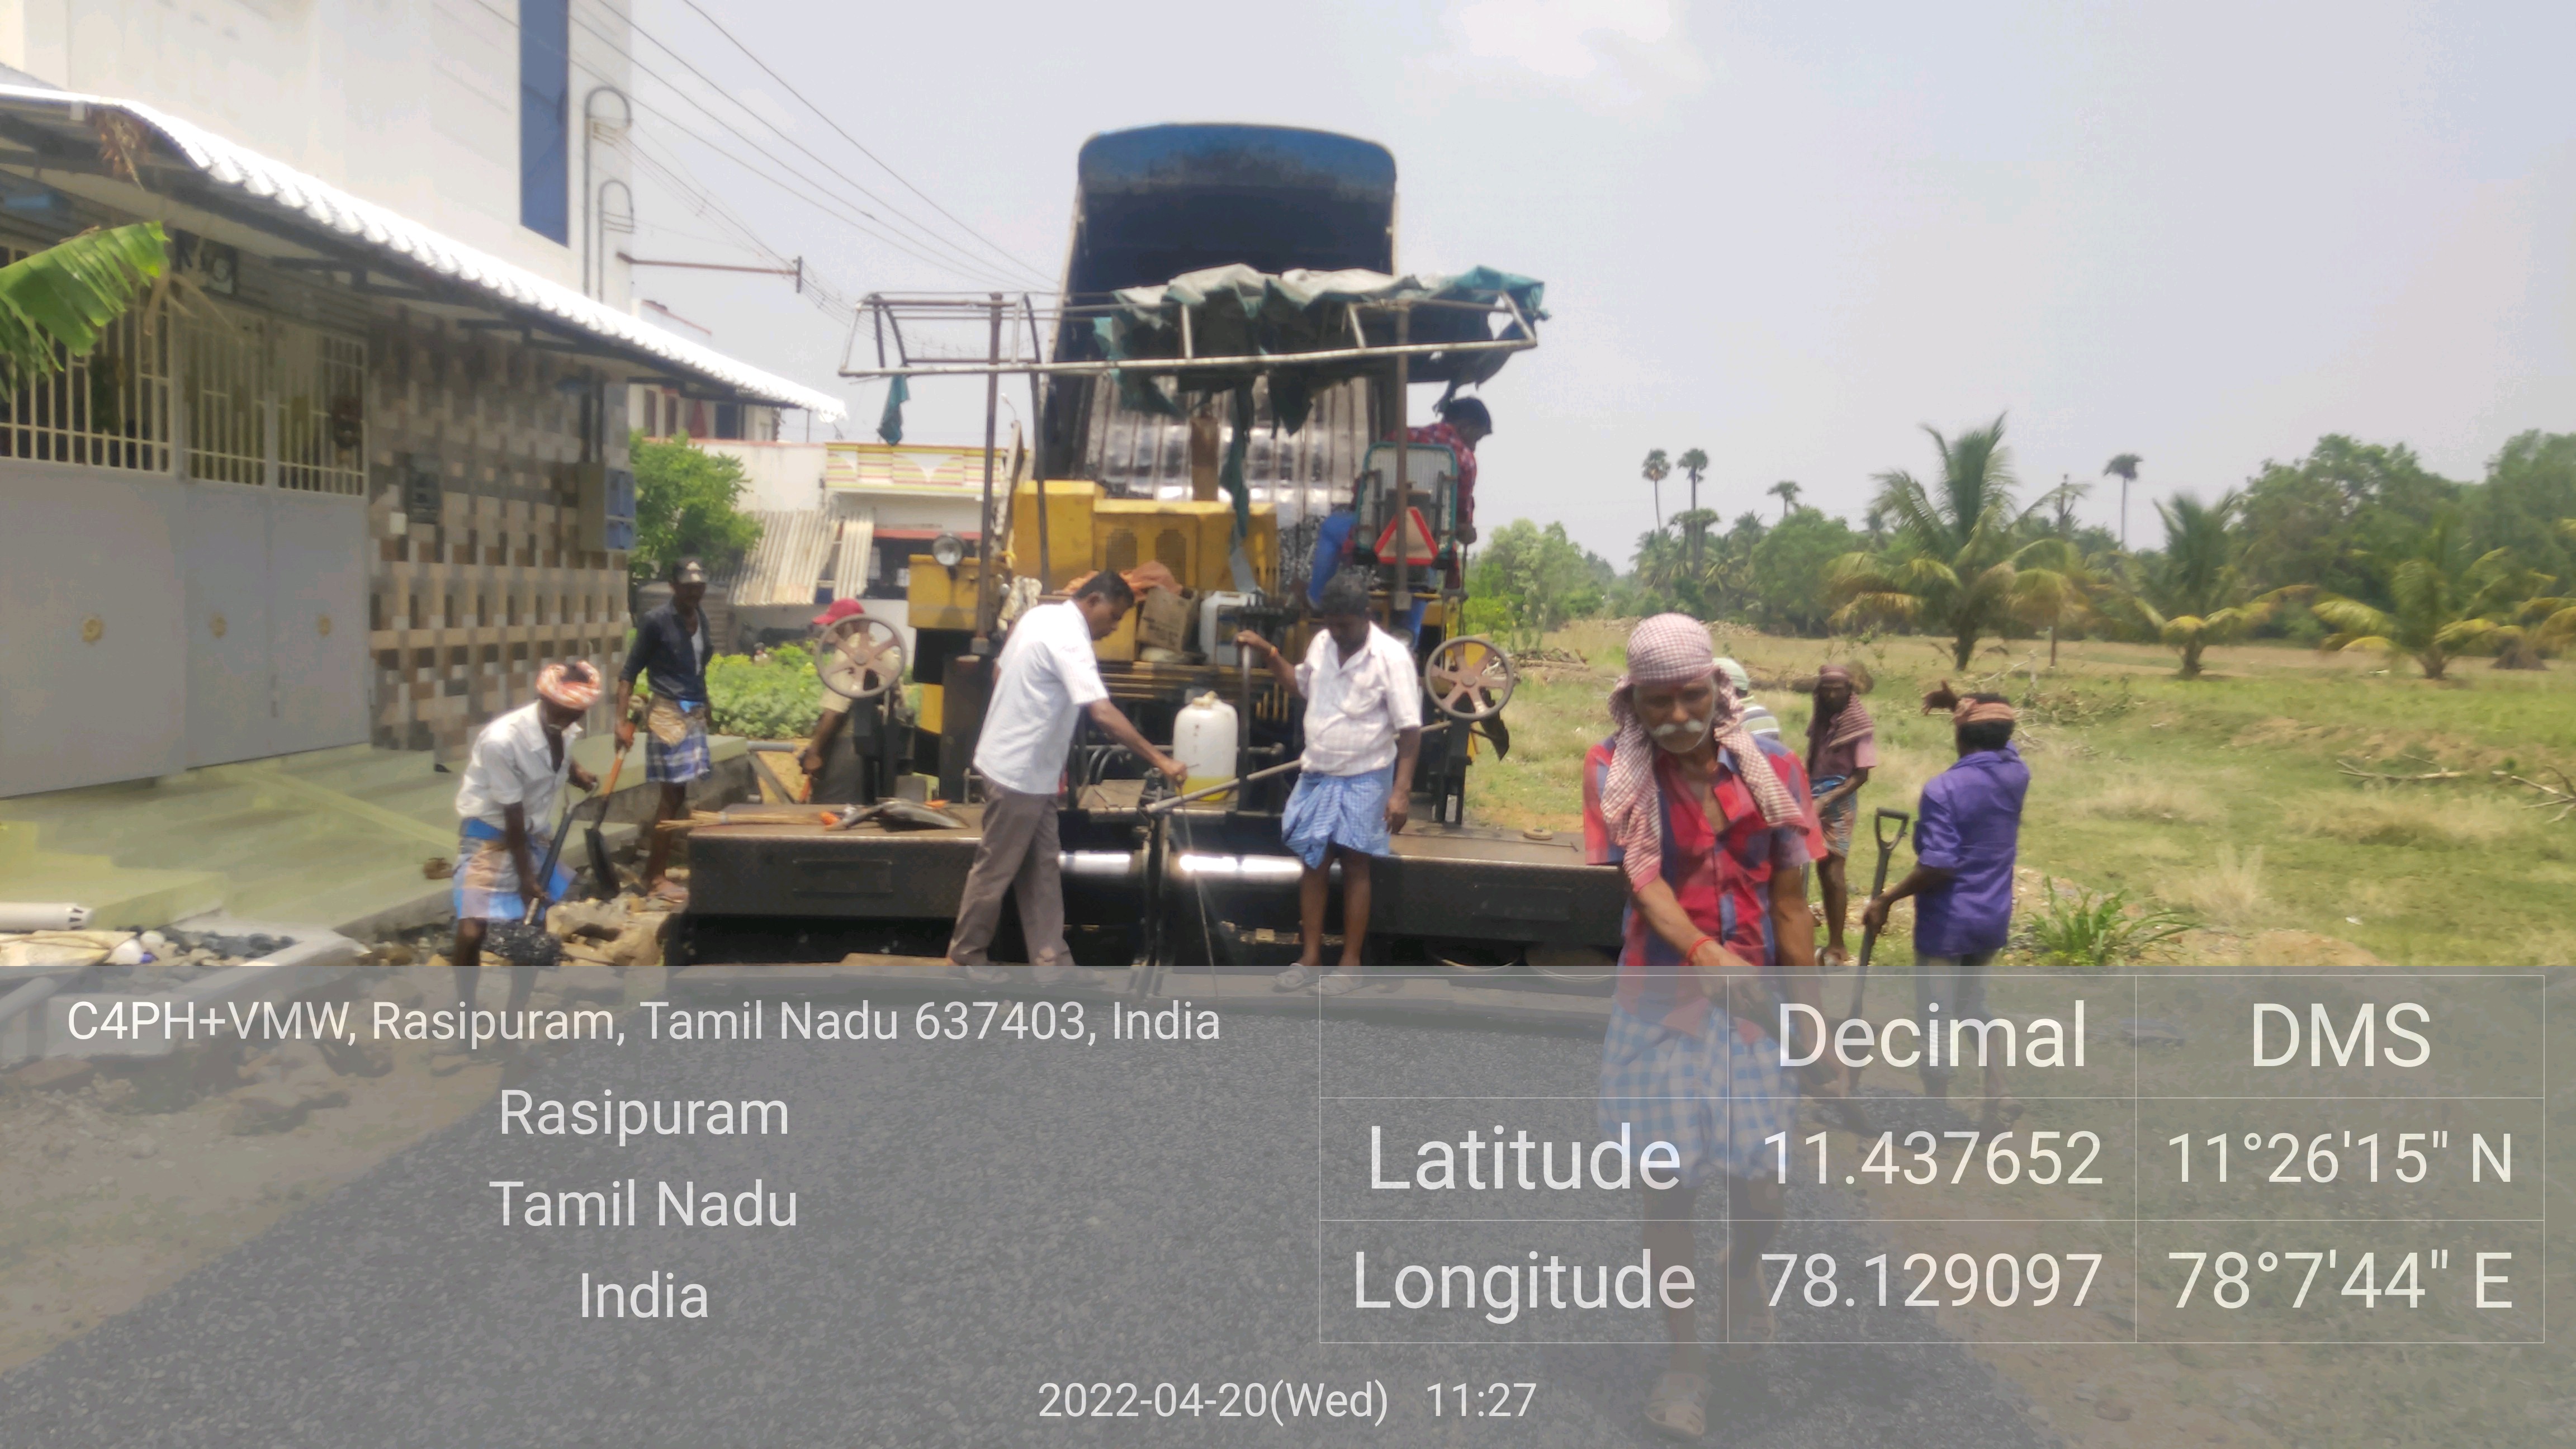 C4PH+VMW, Rasipuram, Tamil Nadu 637403, India
Rasipuram
Tamil Nadu
India
Decimal DMS
Latitude 11.437652 11°26'15" N
Longitude 78.129097 78°7'44" E
2022-04-20(Wed) 11:27